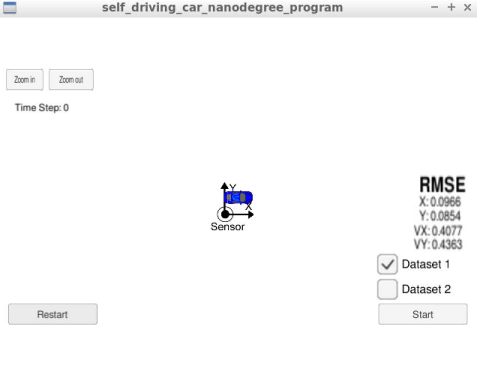 self_driving_car_nanodegree_program
Zoom in
Zoom out
Time Step: 0
Y
X
Sensor
RMSE
X: 0.0966
Y: 0.0854
VX: 0.4077
VY: 0.4363
Dataset 1
Dataset 2
Restart
Start